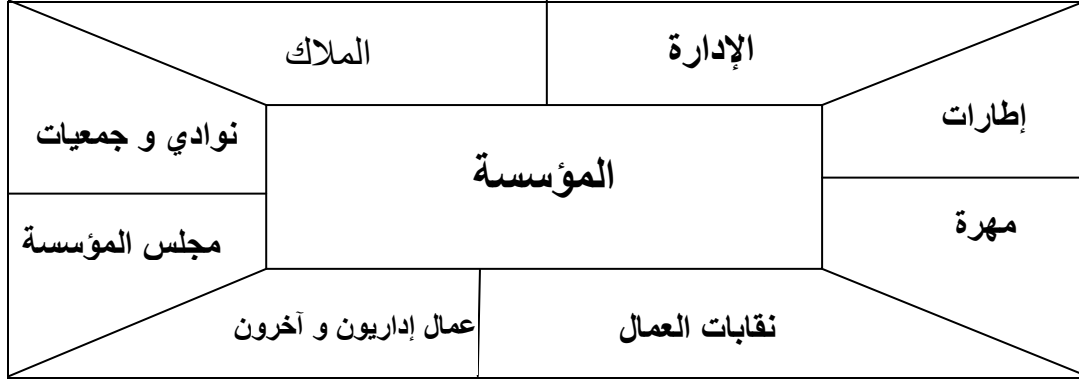 الإدارة
الملاك
إطارات
نوادي و جمعيات
المؤسسة
مهرة
مجلس المؤسسة
نقابات العمال
عمال إداريون و آخرون